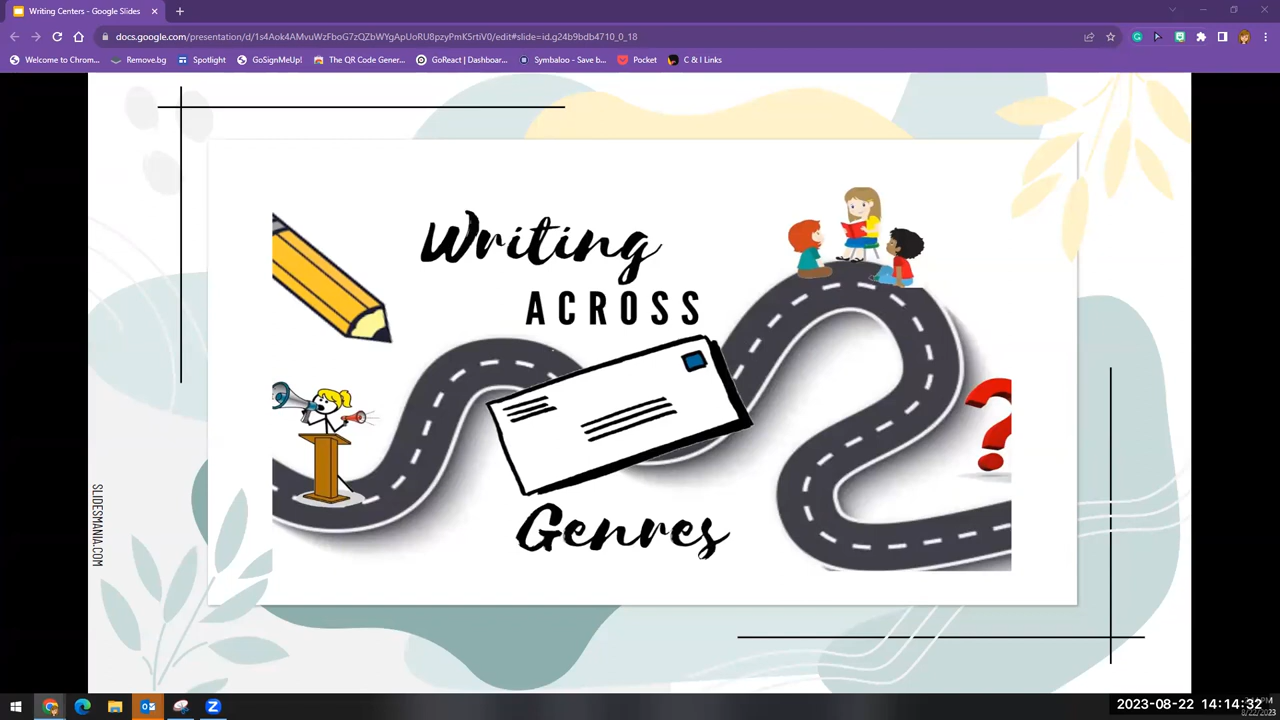 Writing Centers - Google Slides
docs.google.com/presentation/d/1s4Aok4AMvuWzFboG7zQZbWYgApUoRU8pzyPmK5rtiV0/edit#slide=id.g24b9bdb4710_0_18
Welcome to Chrom...
Remove.bg
Spotlight
GoSignMeUp!
The QR Code Gener...
GoReact | Dashboar...
Symbaloo - Save b...
Pocket
C & I Links
Writing
ACROSS
Genres
SLIDESMANIA.COM
2023-08-22 14:14:32